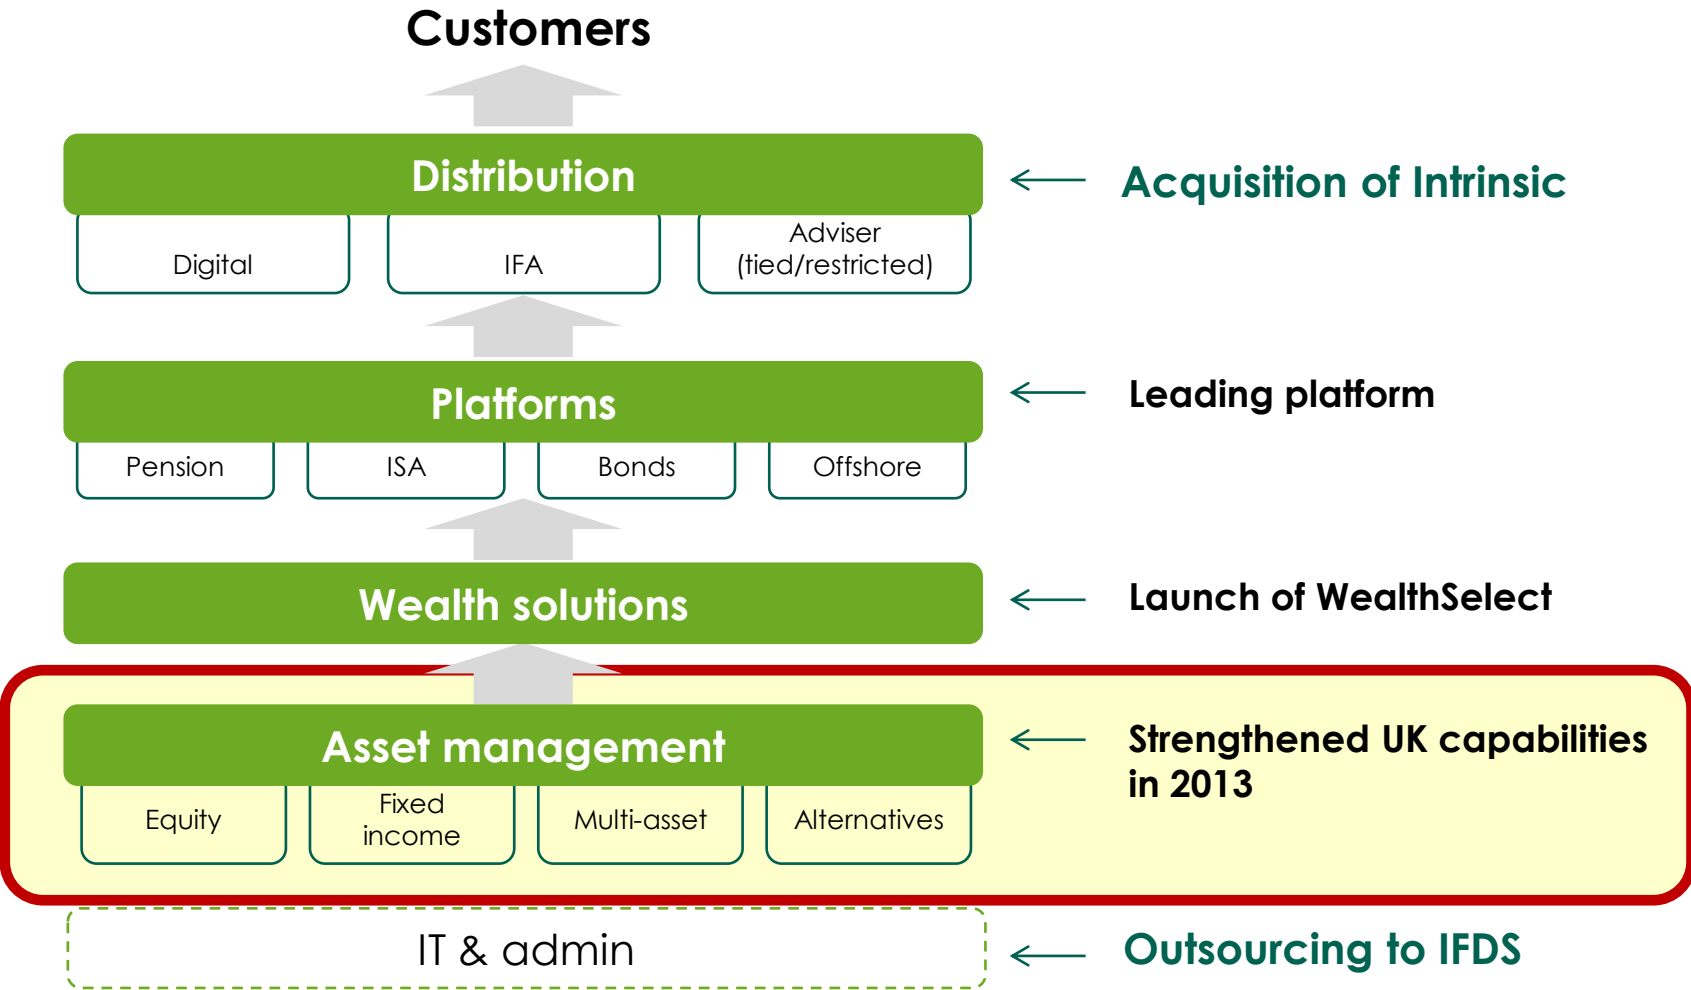 Customers
Distribution
Acquisition of Intrinsic
Digital
IFA
Adviser
(tied/restricted)
Platforms
Leading platform
Pension
ISA
Bonds
Offshore
Wealth solutions
Launch of WealthSelect
Asset management
Strengthened UK capabilities
in 2013
Equity
Fixed
income
Multi-asset
Alternatives
IT & admin
Outsourcing to IFDS